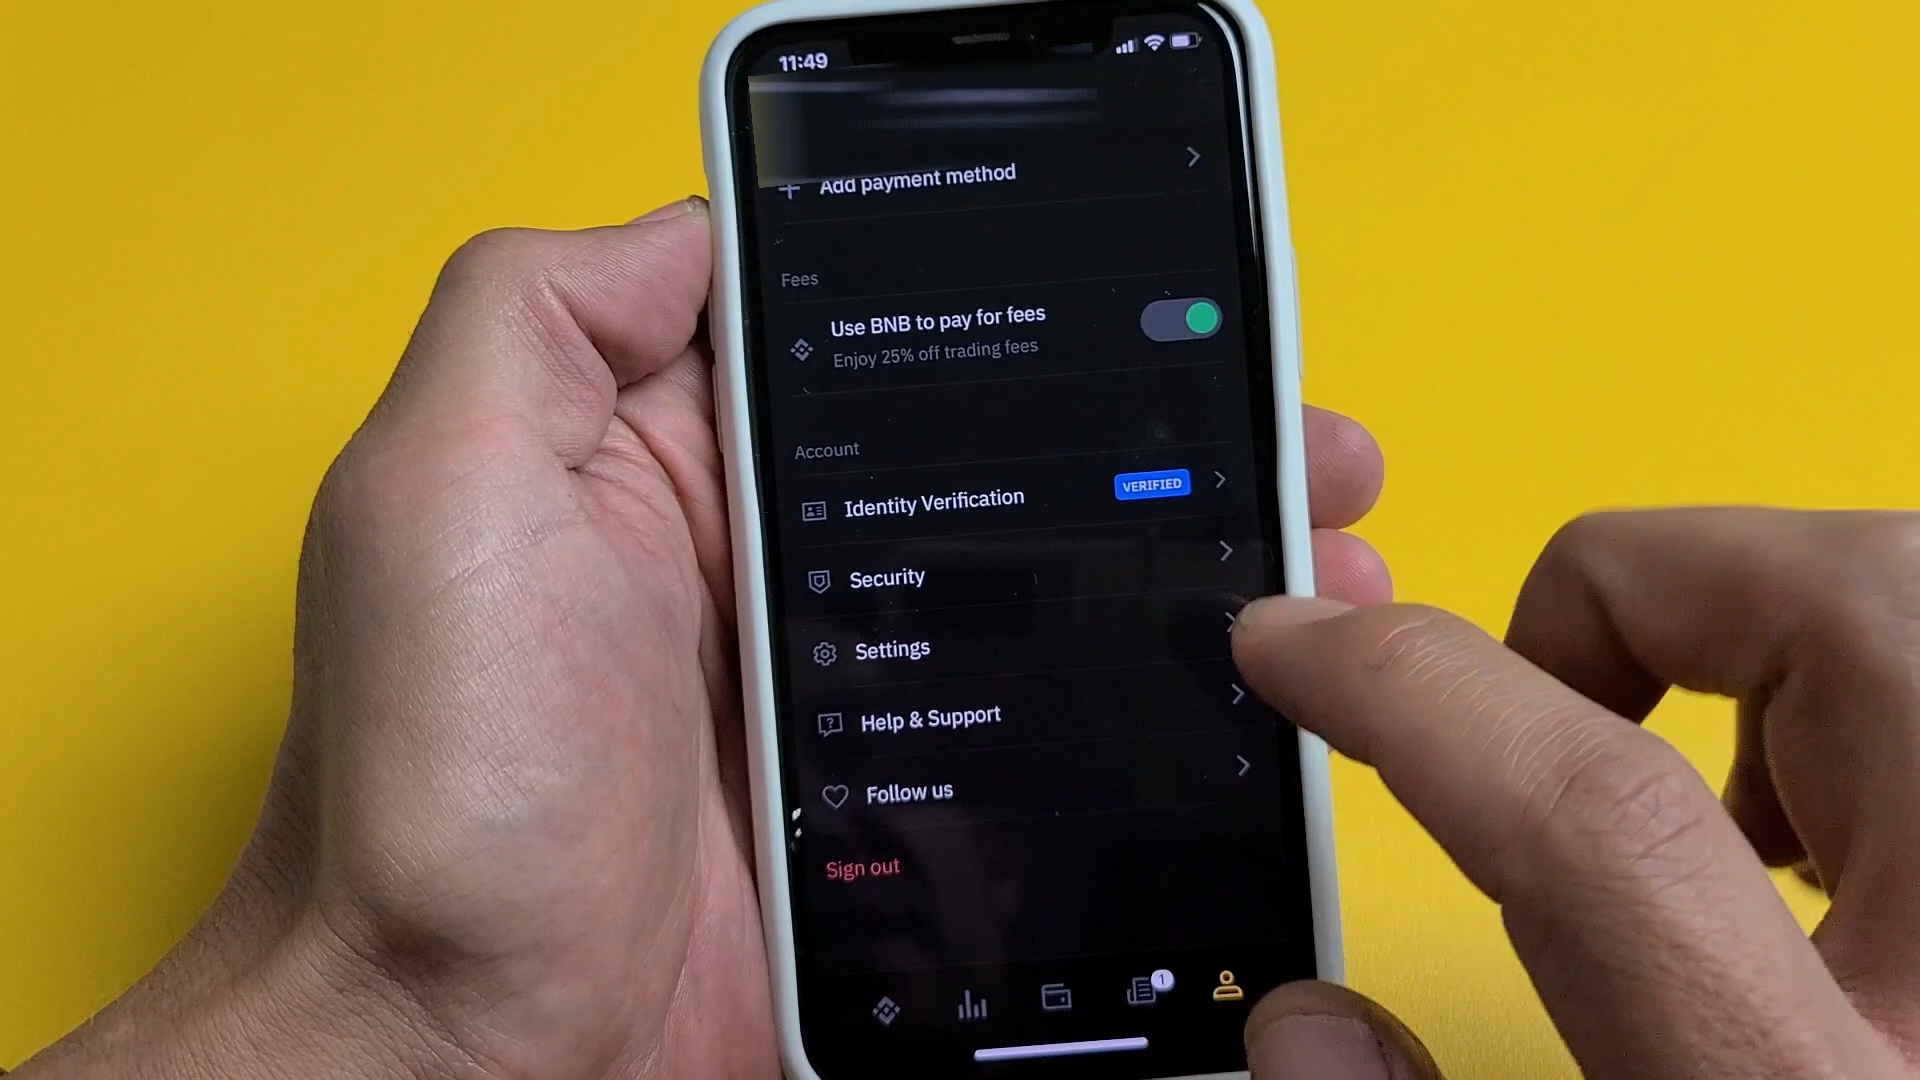 11:49
Add payment method
Fees
Use BNB to pay for fees
Enjoy 25% off trading fees
Account
Identity Verification
VERIFIED
Security
Settings
Help & Support
Follow us
Sign out
1